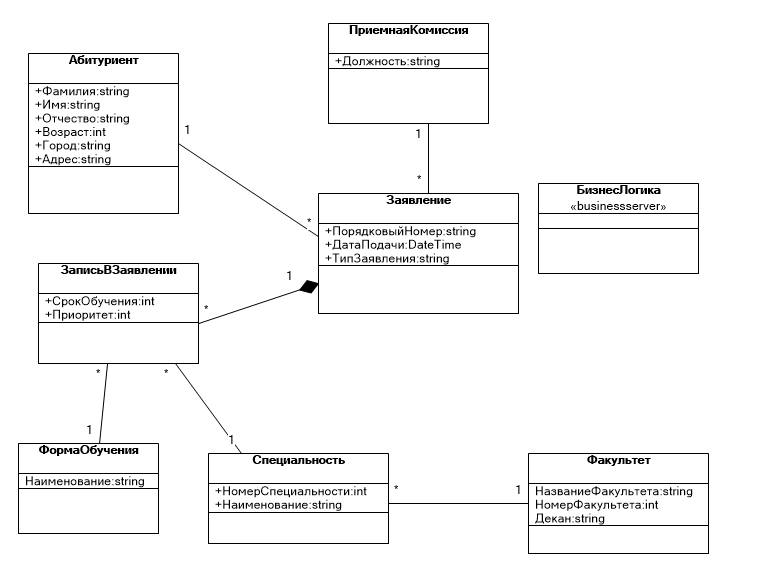 ПриемнаяКомиссия
+Должность:string
Абитуриент
+Фамилия:string
+Имя:string
+Отчество:string
+Возраст:int
+Город:string
+Адрес:string
1
*
1
*
Заявление
+ПорядковыйНомер:string
+ДатаПодачи:DateTime
+ТипЗаявления:string
БизнесЛогика
«businessserver»
ЗаписьВЗаявлении
+СрокОбучения:int
+Приоритет:int
1
*
*
1
*
1
ФормаОбучения
Наименование:string
Специальность
+НомерСпециальности:int
+Наименование:string
*
1
Факультет
НазваниеФакультета:string
НомерФакультета:int
Декан:string